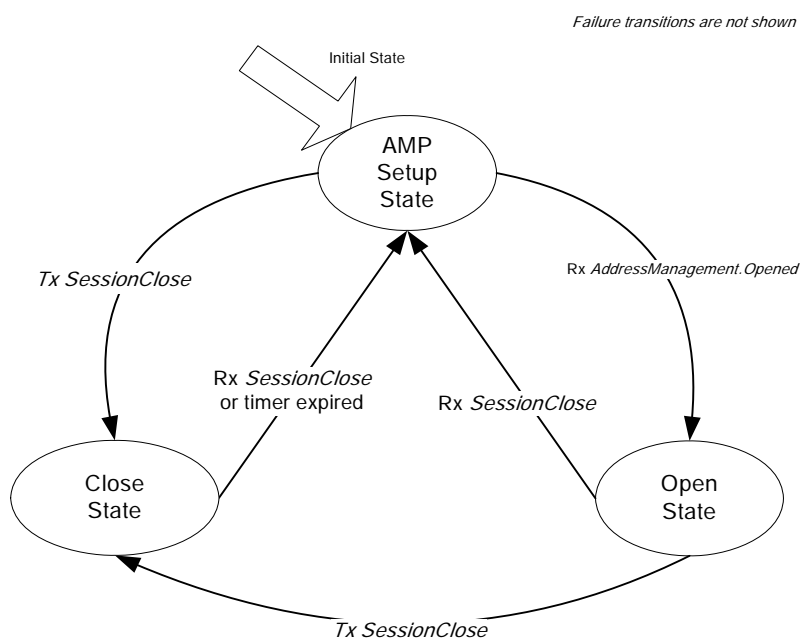 Failure transitions are not shown
Initial State
AMP
Setup
State
Tx SessionClose
Rx AddressManagement.Opened
Rx SessionClose
or timer expired
Rx SessionClose
Close
State
Open
State
Tx SessionClose